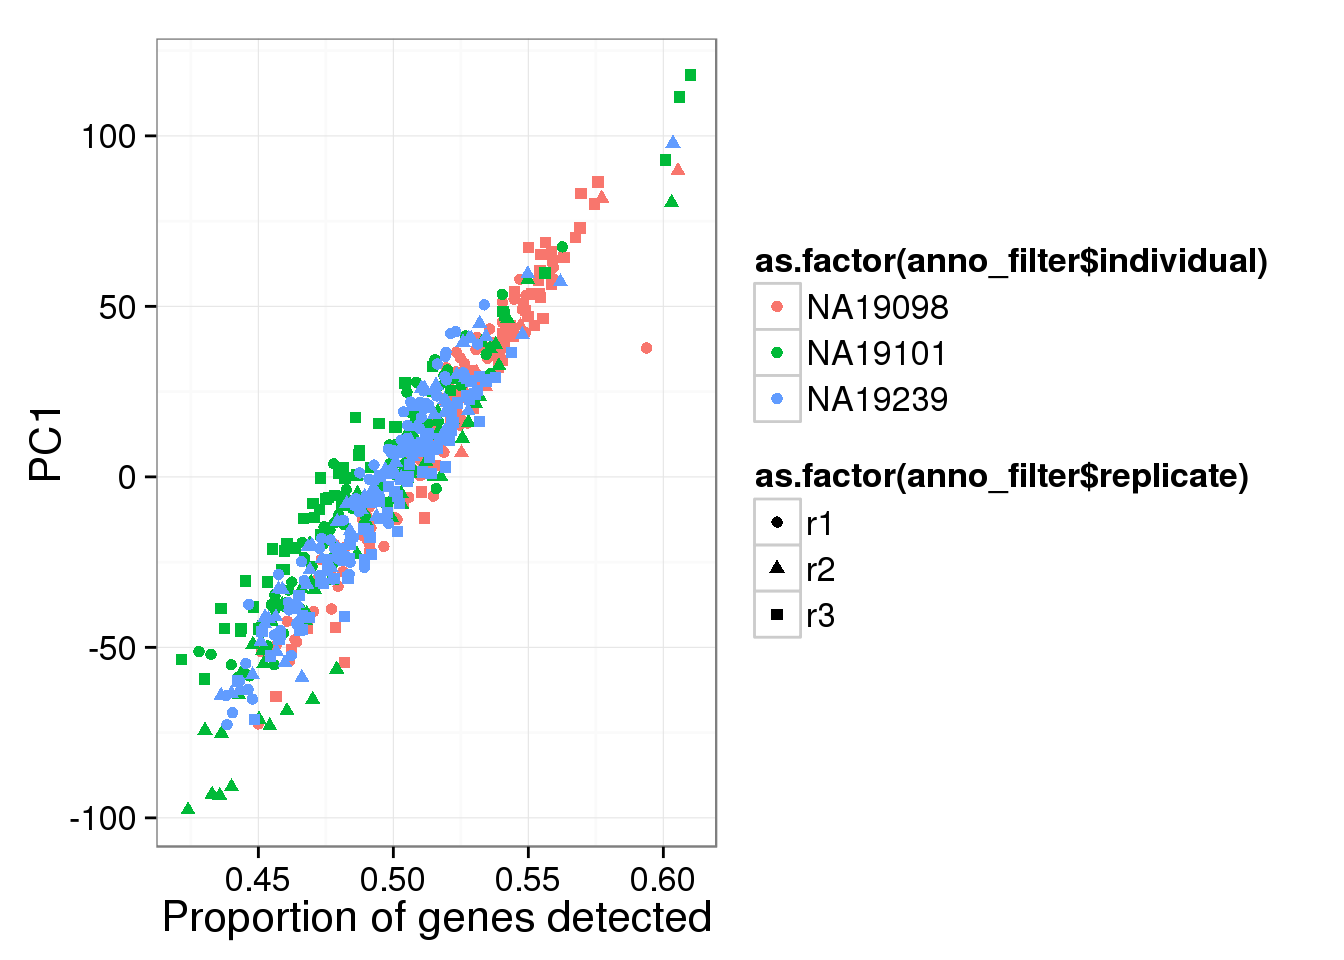 100
50
0
-50
-100
PC1
0.45 0.50 0.55 0.60
Proportion of genes detected
as.factor(anno_filter$individual)
NA19098
NA19101
NA19239
as.factor(anno_filter$replicate)
r1
r2
r3